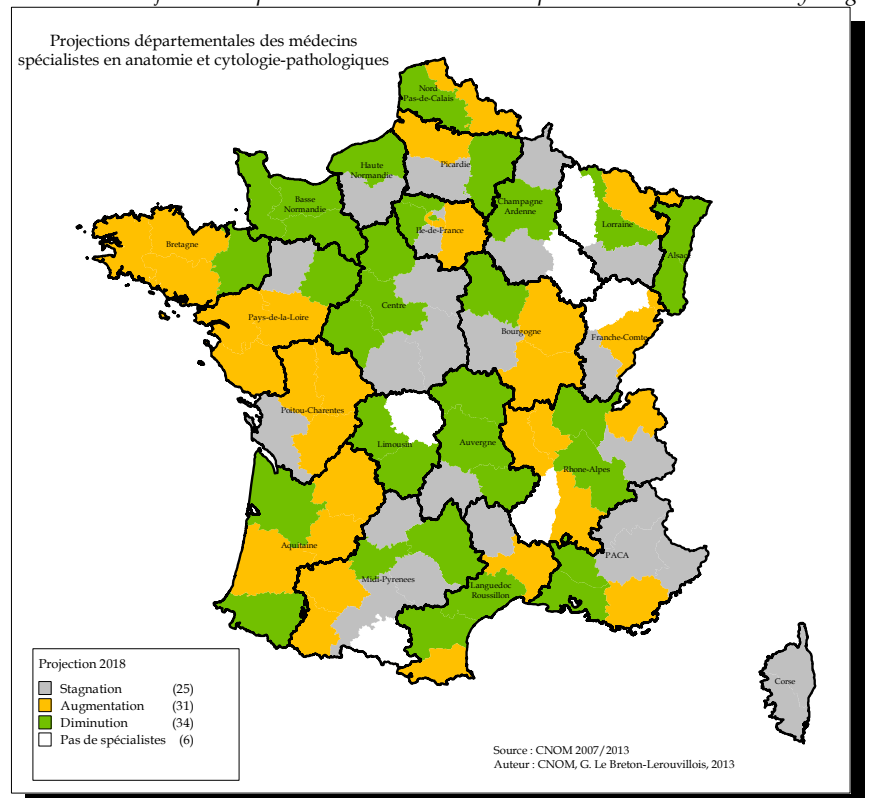 Projections départementales des médecins
spécialistes en anatomie et cytologie-pathologiques
Nord
Pas-de-Calais
Picardie
Haute
Normandie
Basse
Normandie
Champagne
Ardenne
Lorraine
Ile-de-France
Bretagne
Alsace
Centre
Pays-de-la-Loire
Bourgogne
Franche-Comte
Poitou-Charentes
Limousin
Auvergne
Rhone-Alpes
Aquitaine
PACA
Midi-Pyrenees
Languedoc
Roussillon
Corse
Projection 2018
Stagnation (25)
Augmentation (31)
Diminution (34)
Pas de spécialistes (6)
Source : CNOM 2007/2013
Auteur : CNOM, G. Le Breton-Lerouvillois, 2013